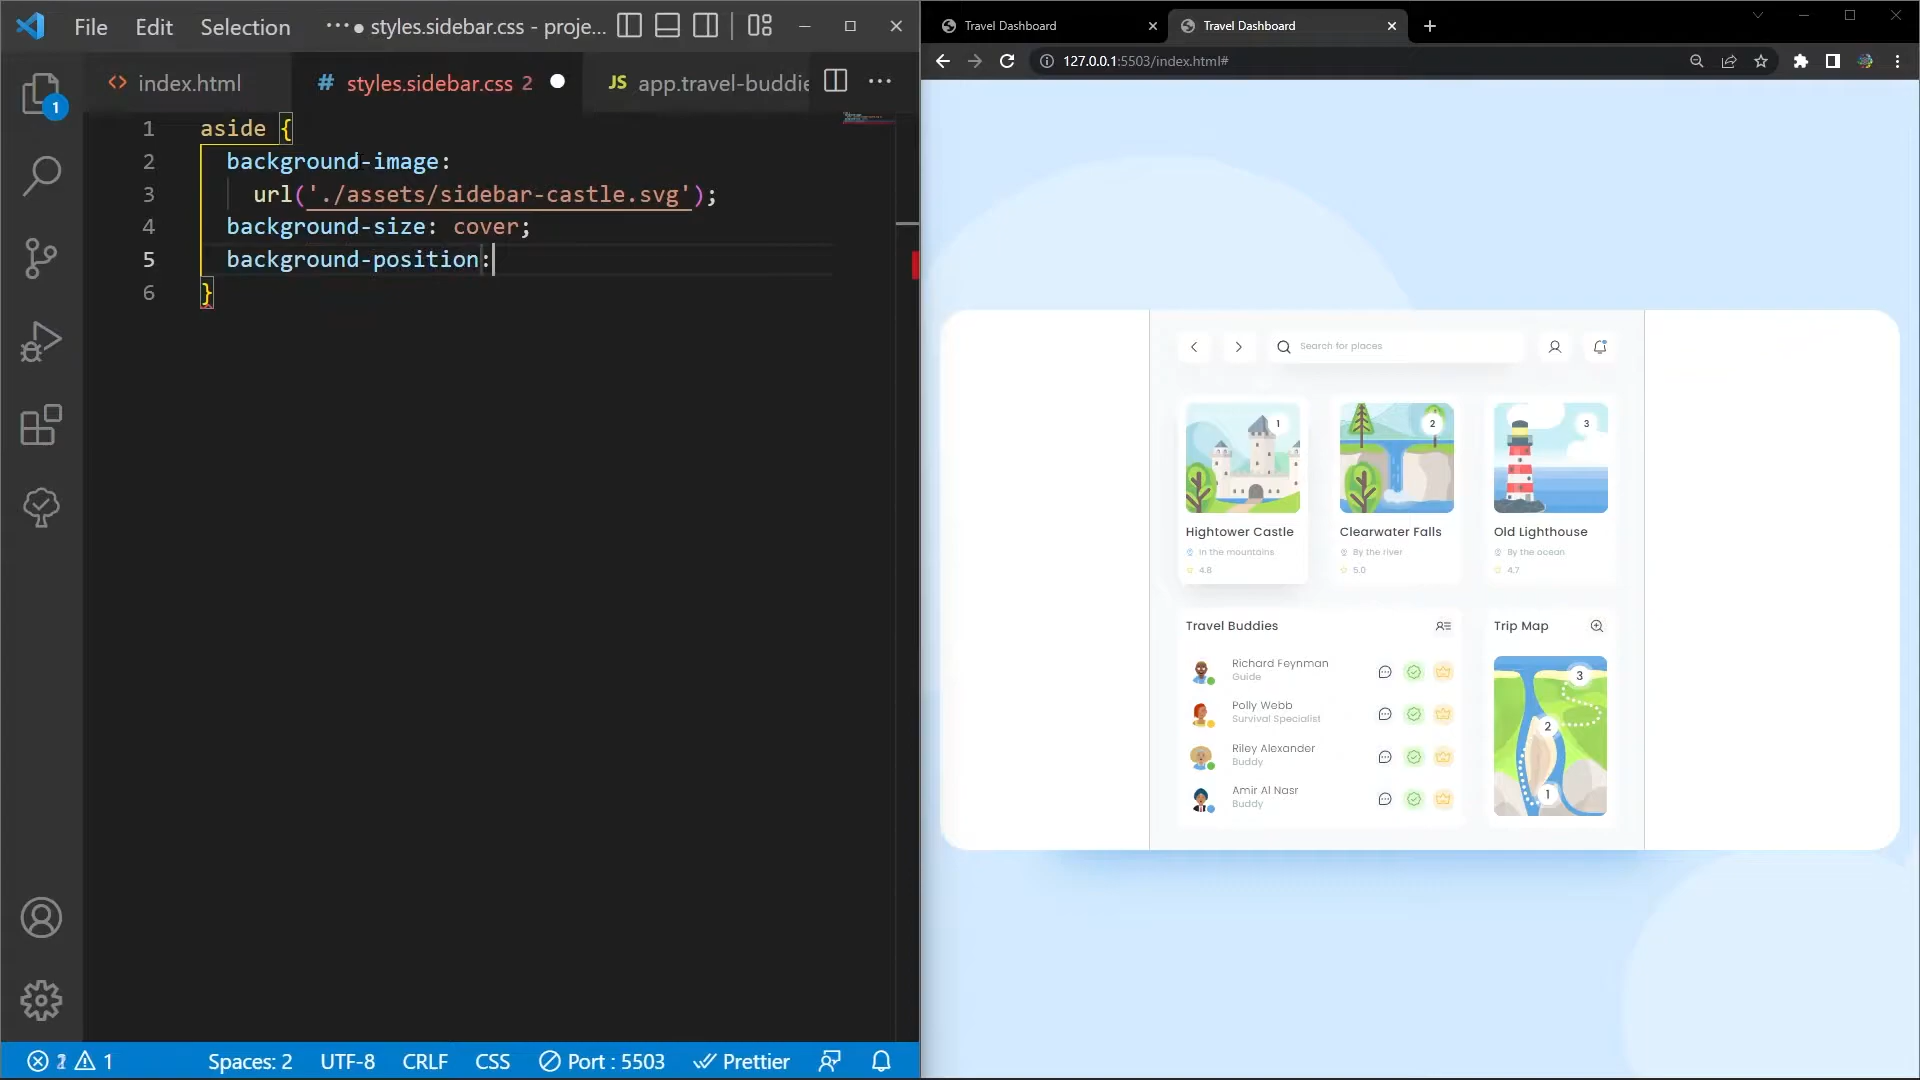 File Edit Selection ··· ● styles.sidebar.css - proje...
index.html
# styles.sidebar.css 2
JS app.travel-buddie
1
1 aside {
2 background-image:
3 url('./assets/sidebar-castle.svg');
4 background-size: cover;
5 background-position:
6 }
1 Spaces: 2 UTF-8 CRLF CSS Port : 5503 Prettier
Travel Dashboard
Travel Dashboard
127.0.0.1:5503/index.html#
Search for places
1
2
3
Hightower Castle
In the mountains
4.8
Clearwater Falls
By the river
5.0
Old Lighthouse
By the ocean
4.7
Travel Buddies
Richard Feynman
Guide
Polly Webb
Survival Specialist
Riley Alexander
Buddy
Amir Al Nasr
Buddy
Trip Map
3
2
1